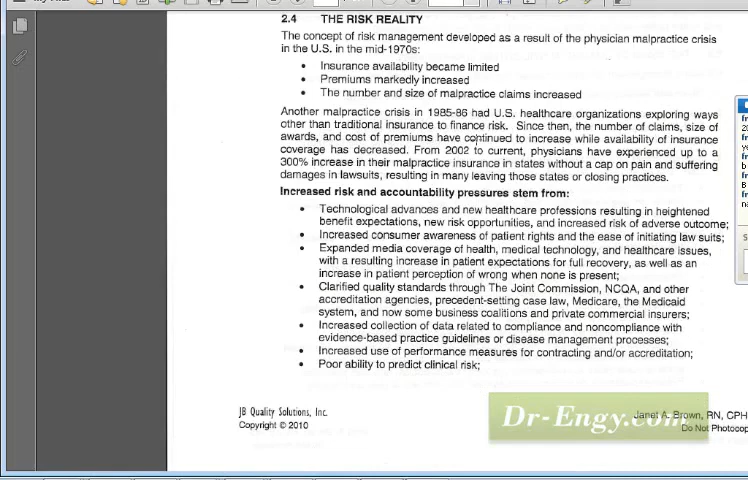 2.4 THE RISK REALITY
The concept of risk management developed as a result of the physician malpractice crisis
in the U.S. in the mid-1970s:
• Insurance availability became limited
• Premiums markedly increased
• The number and size of malpractice claims increased
Another malpractice crisis in 1985-86 had U.S. healthcare organizations exploring ways
other than traditional insurance to finance risk. Since then, the number of claims, size of
awards, and cost of premiums have continued to increase while availability of insurance
coverage has decreased. From 2002 to current, physicians have experienced up to a
300% increase in their malpractice insurance in states without a cap on pain and suffering
damages in lawsuits, resulting in many leaving those states or closing practices.
Increased risk and accountability pressures stem from:
• Technological advances and new healthcare professions resulting in heightened
benefit expectations, new risk opportunities, and increased risk of adverse outcome;
• Increased consumer awareness of patient rights and the ease of initiating law suits;
• Expanded media coverage of health, medical technology, and healthcare issues,
with a resulting increase in patient expectations for full recovery, as well as an
increase in patient perception of wrong when none is present;
• Clarified quality standards through The Joint Commission, NCQA, and other
accreditation agencies, precedent-setting case law, Medicare, the Medicaid
system, and now some business coalitions and private commercial insurers;
• Increased collection of data related to compliance and noncompliance with
evidence-based practice guidelines or disease management processes;
• Increased use of performance measures for contracting and/or accreditation;
• Poor ability to predict clinical risk;
JB Quality Solutions, Inc.
Copyright © 2010
Dr-Engy.com
Janet A. Brown, RN, CPH
Do Not Photocop